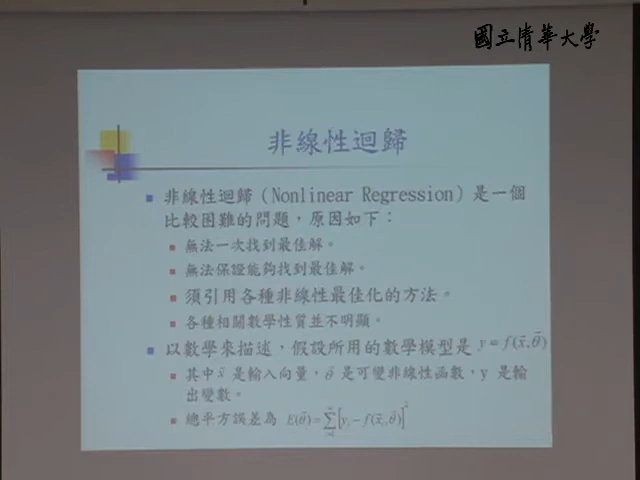 國立清華大學
非線性迴歸
非線性迴歸(Nonlinear Regression)是一個
比較困難的問題,原因如下:
無法一次找到最佳解。
無法保證能夠找到最佳解。
須引用各種非線性最佳化的方法。
各種相關數學性質並不明顯。
以數學來描述,假設所用的數學模型是 y = f(x⃗,θ⃗)
其中 x⃗ 是輸入向量,θ⃗ 是可變非線性函數,y 是輸
出變數。
總平方誤差為 E(θ⃗)=∑[y_i − f(x⃗_i,θ⃗)]²